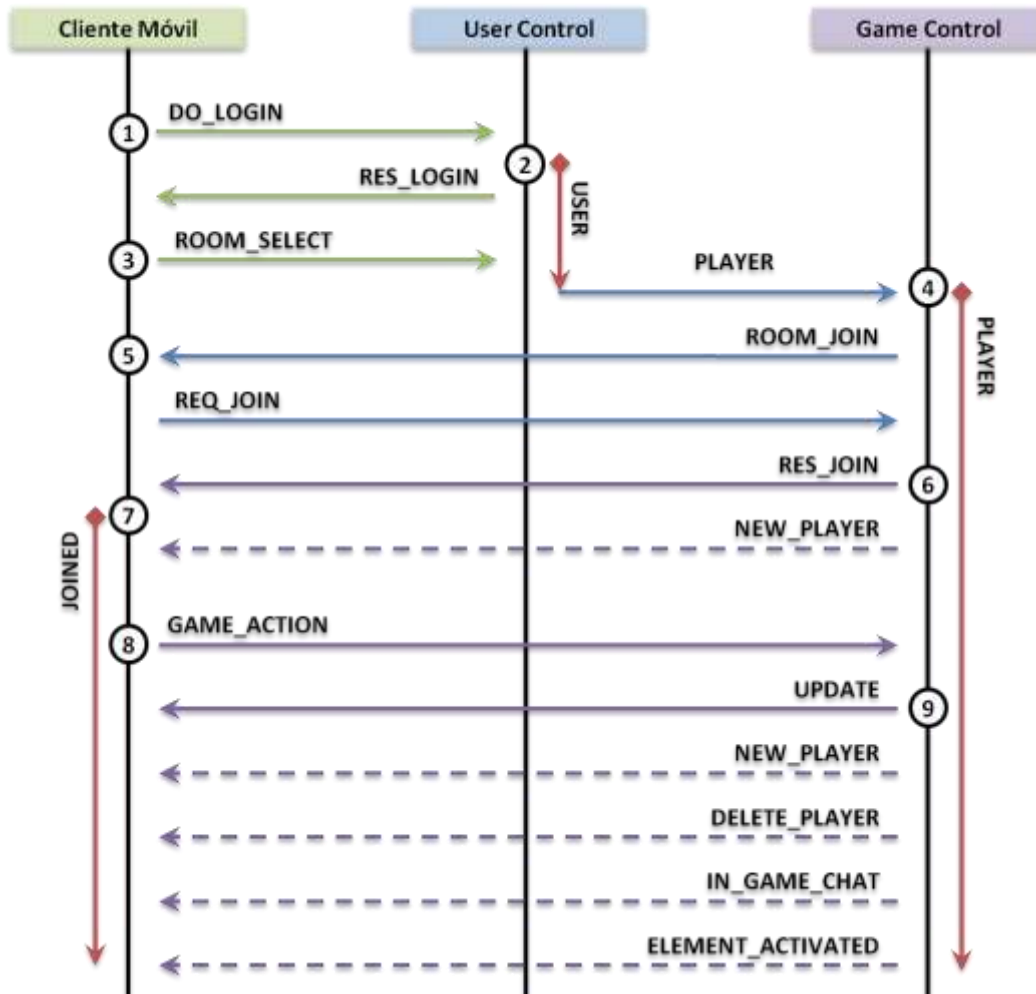 Cliente Móvil
User Control
Game Control
DO_LOGIN
1
2
RES_LOGIN
USER
ROOM_SELECT
3
PLAYER
4
PLAYER
ROOM_JOIN
5
REQ_JOIN
RES_JOIN
6
7
NEW_PLAYER
JOINED
GAME_ACTION
8
UPDATE
9
NEW_PLAYER
DELETE_PLAYER
IN_GAME_CHAT
ELEMENT_ACTIVATED